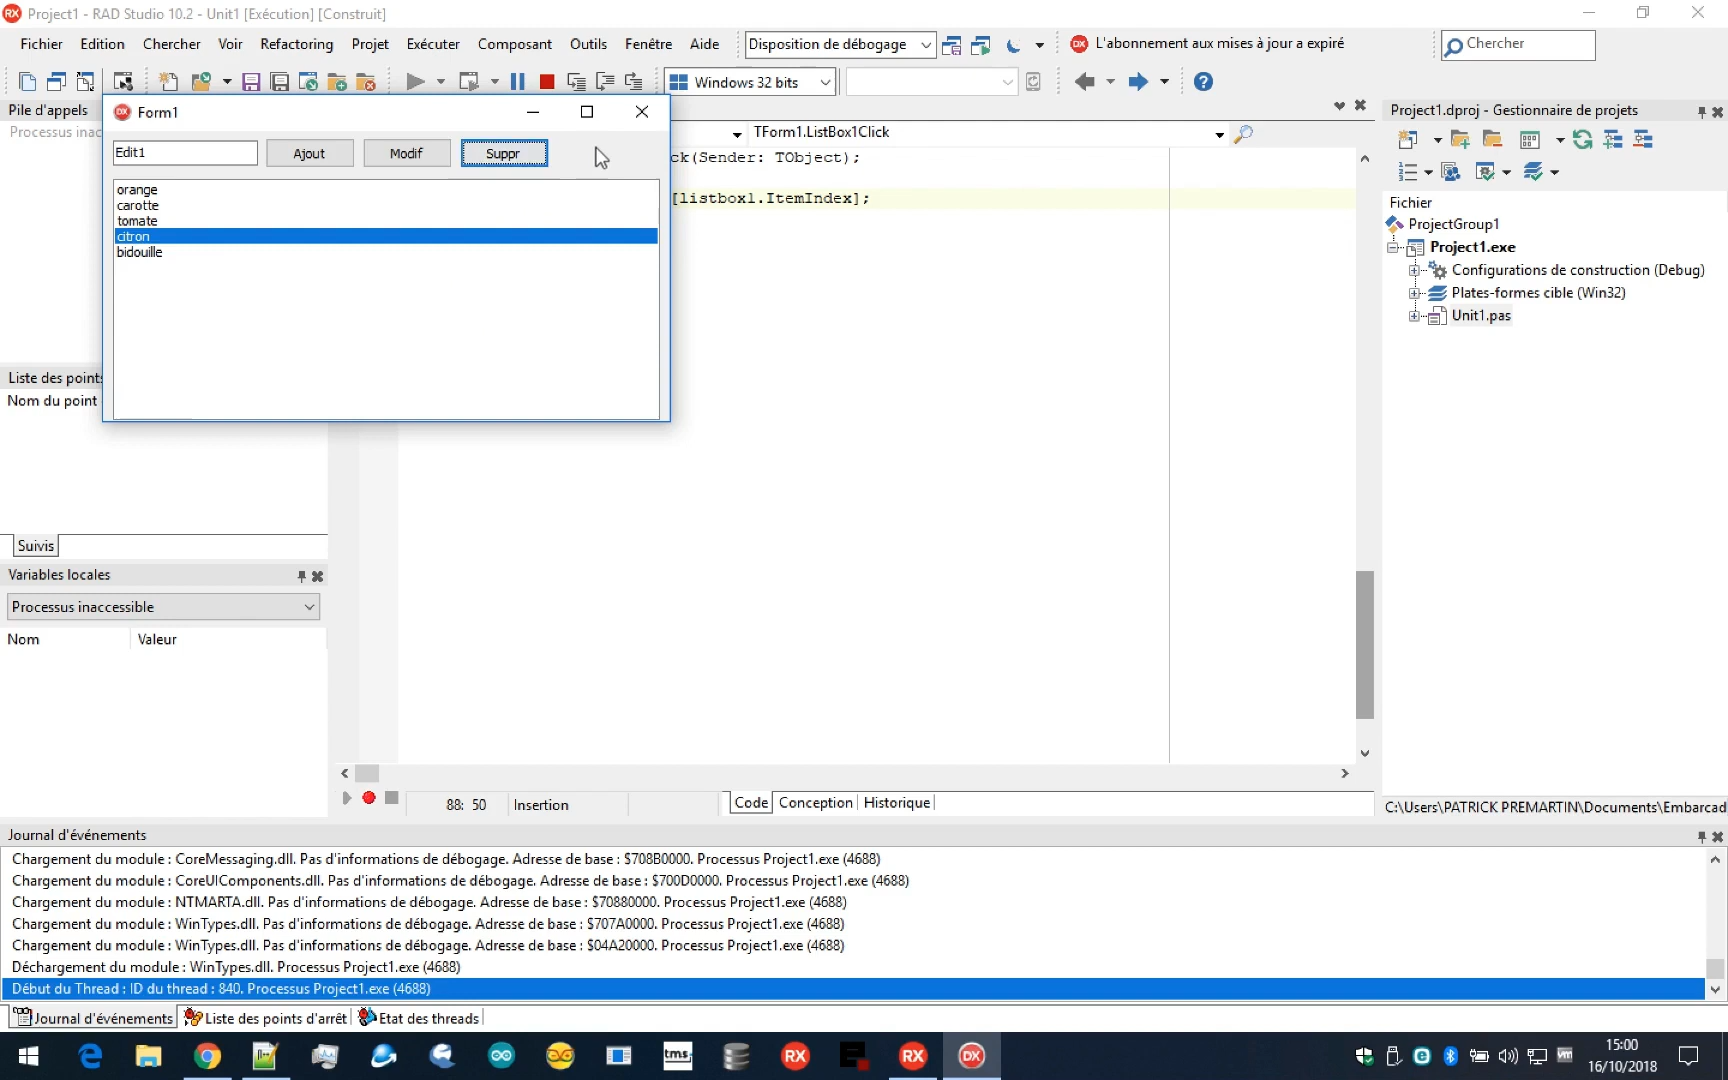 Project1 - RAD Studio 10.2 - Unit1 [Exécution] [Construit]
Fichier Edition Chercher Voir Refactoring Projet Exécuter Composant Outils Fenêtre Aide
Disposition de débogage
L'abonnement aux mises à jour a expiré
Chercher
Windows 32 bits
Pile d'appels
Processus inac
Form1
Edit1
Ajout
Modif
Suppr
orange
carotte
tomate
citron
bidouille
TForm1.ListBox1Click
ck(Sender: TObject);
[listbox1.ItemIndex];
Project1.dproj - Gestionnaire de projets
Fichier
ProjectGroup1
Project1.exe
Configurations de construction (Debug)
Plates-formes cible (Win32)
Unit1.pas
Liste des points
Nom du point
Suivis
Variables locales
Processus inaccessible
Nom Valeur
88: 50 Insertion
Code Conception Historique
C:\Users\PATRICK PREMARTIN\Documents\Embarcad
Journal d'événements
Chargement du module : CoreMessaging.dll. Pas d'informations de débogage. Adresse de base : $708B0000. Processus Project1.exe (4688)
Chargement du module : CoreUIComponents.dll. Pas d'informations de débogage. Adresse de base : $700D0000. Processus Project1.exe (4688)
Chargement du module : NTMARTA.dll. Pas d'informations de débogage. Adresse de base : $70880000. Processus Project1.exe (4688)
Chargement du module : WinTypes.dll. Pas d'informations de débogage. Adresse de base : $707A0000. Processus Project1.exe (4688)
Chargement du module : WinTypes.dll. Pas d'informations de débogage. Adresse de base : $04A20000. Processus Project1.exe (4688)
Déchargement du module : WinTypes.dll. Processus Project1.exe (4688)
Début du Thread : ID du thread : 840. Processus Project1.exe (4688)
Journal d'événements Liste des points d'arrêt Etat des threads
tms
RX
RX
DX
15:00
16/10/2018